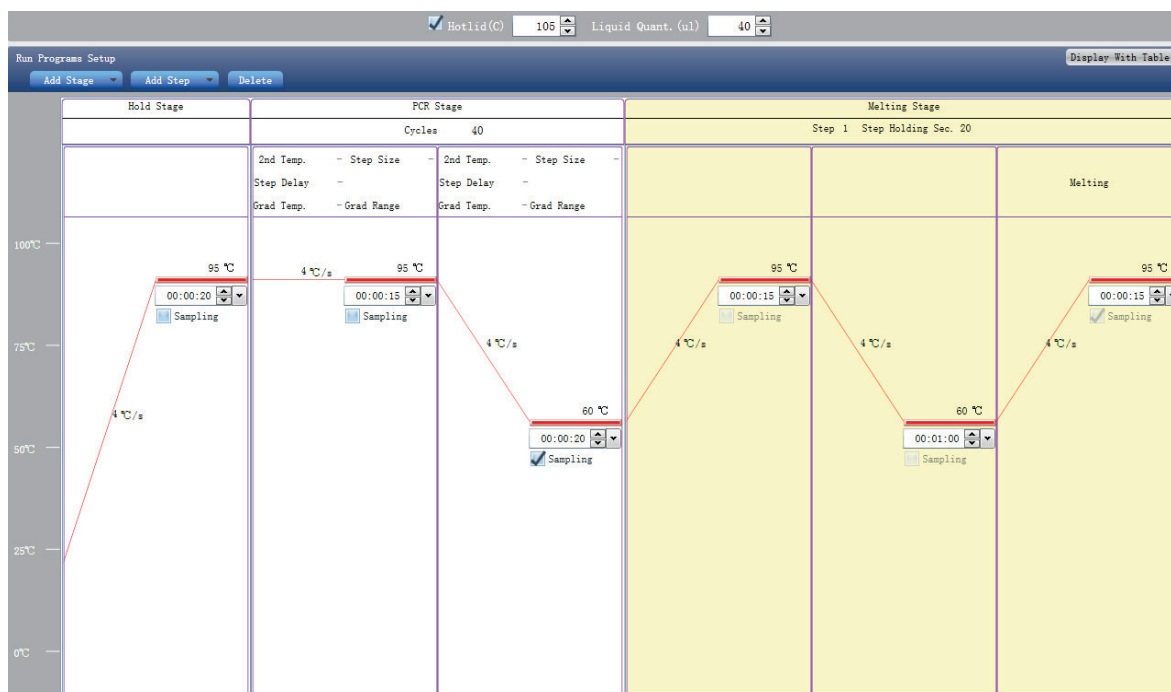 Hotlid(C) 105 Liquid Quant.(ul) 40
Run Programs Setup Display With Table
Add Stage Add Step Delete
Hold Stage PCR Stage Melting Stage
Cycles 40 Step 1 Step Holding Sec. 20
2nd Temp. - Step Size - 2nd Temp. - Step Size -
Step Delay - Step Delay - Melting
Grad Temp. -Grad Range Grad Temp. -Grad Range
100℃
95 ℃ 4 ℃/s 95 ℃ 95 ℃ 95 ℃
00:00:20 00:00:15 00:00:15 00:00:15
Sampling Sampling Sampling Sampling
75℃ 4 ℃/s 4 ℃/s 4 ℃/s 4 ℃/s
4 ℃/s 60 ℃ 60 ℃
00:00:20 00:01:00
50℃ Sampling Sampling
25℃
0℃